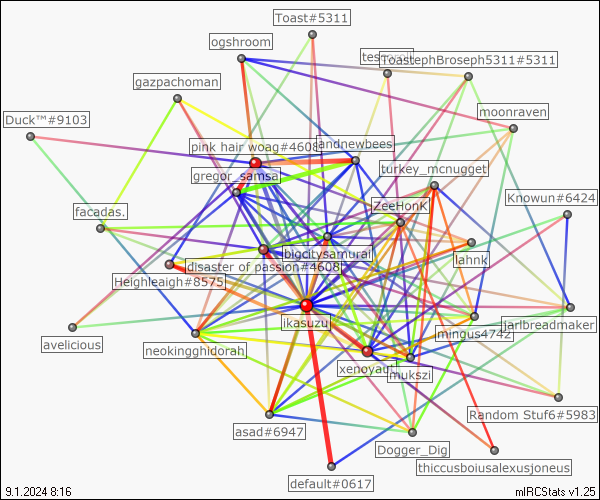 Toast#5311
ogshroom
ToastephBroseph5311#5311
gazpachoman
moonraven
Duck™#9103
pink hair woag#4608
andnewbees
turkey_mcnugget
gregor_samsa
Knowun#6424
ZeeHonK
facadas.
bigcitysamurai
lahnk
disaster of passion#4608
Heighleaigh#8575
ikasuzu
jarlbreadmaker
mingus4742
avelicious
neokingghidorah
mukszi
Random Stuf6#5983
asad#6947
Dogger_Dig
thiccusboiusalexusjoneus
default#0617
9.1.2024 8:16
mIRCStats v1.25